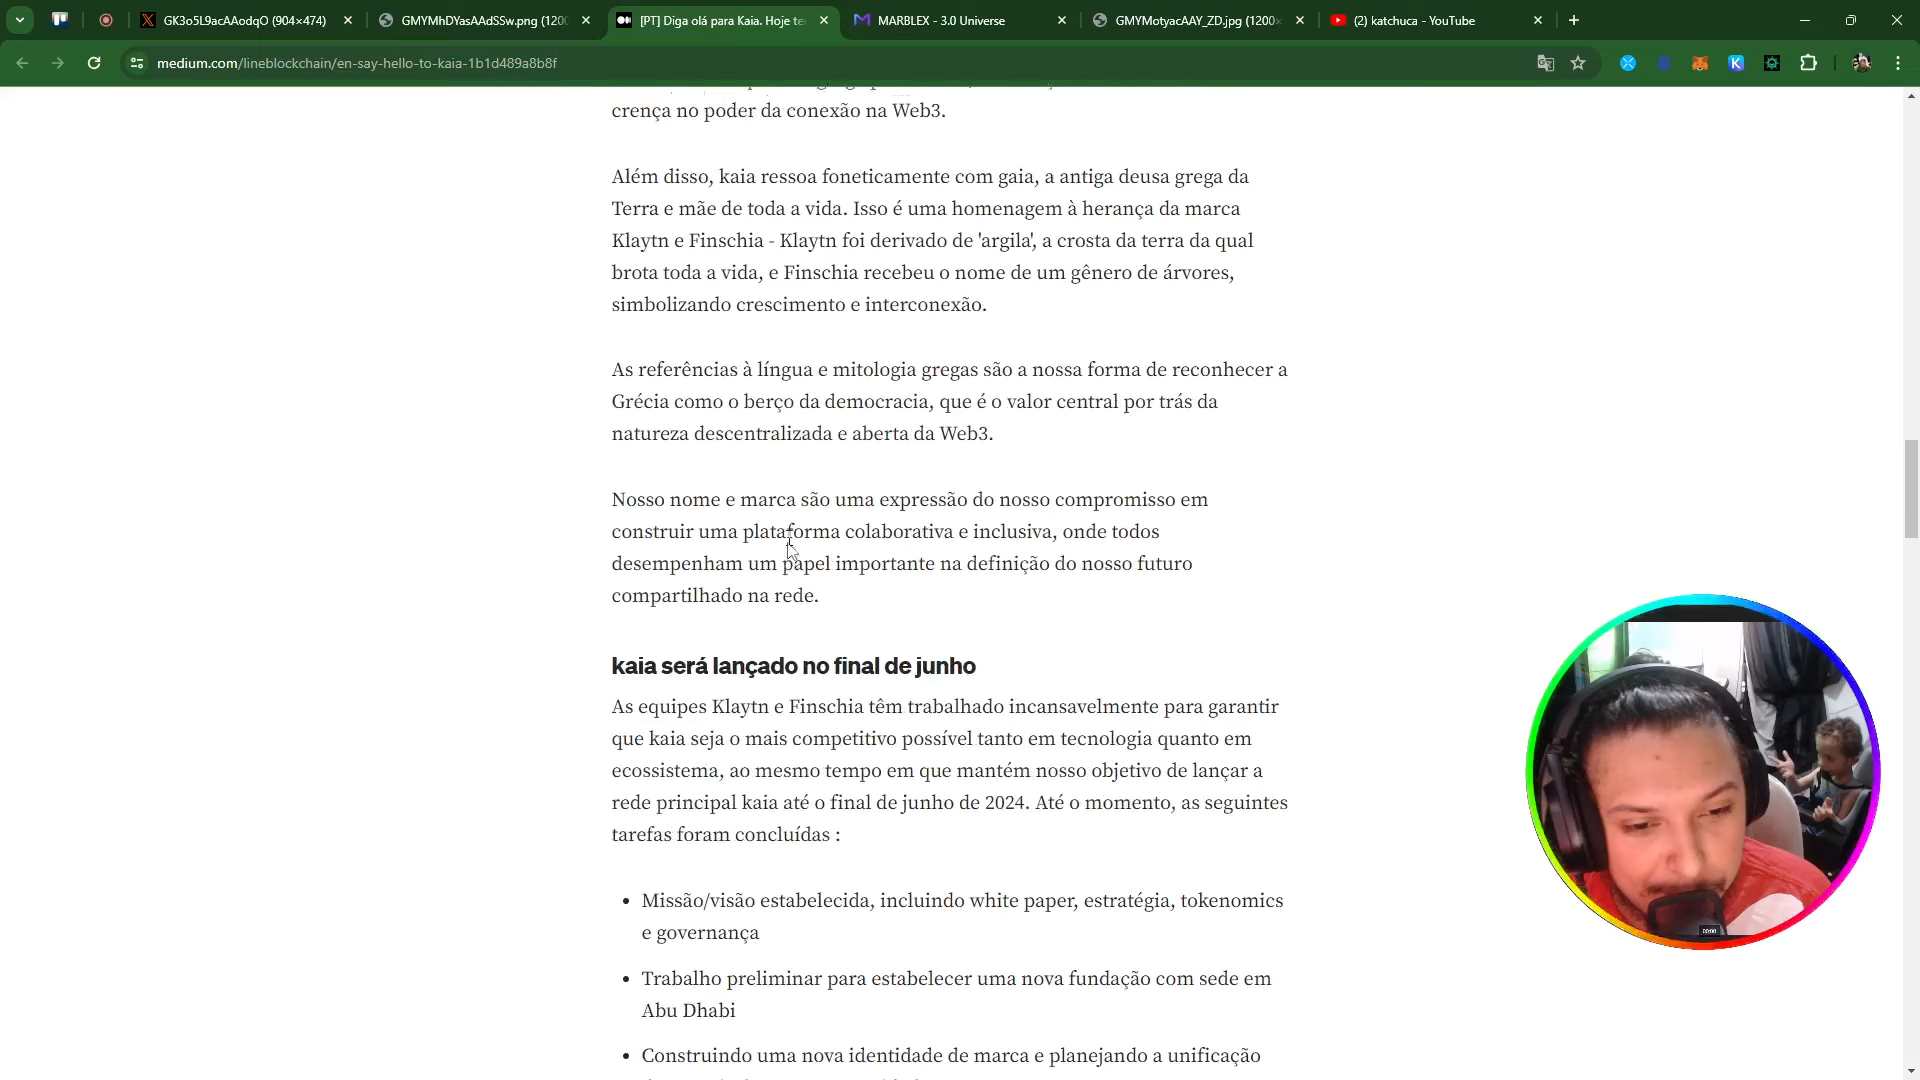 GK3o5L9acAAodqO (904×474)
GMYMhDYasAAdSSw.png (120
[PT] Diga olá para Kaia. Hoje te
MARBLEX - 3.0 Universe
GMYMotyacAAY_ZD.jpg (1200×
(2) katchuca - YouTube
medium.com/lineblockchain/en-say-hello-to-kaia-1b1d489a8b8f
crença no poder da conexão na Web3.
Além disso, kaia ressoa foneticamente com gaia, a antiga deusa grega da
Terra e mãe de toda a vida. Isso é uma homenagem à herança da marca
Klaytn e Finschia - Klaytn foi derivado de 'argila', a crosta da terra da qual
brota toda a vida, e Finschia recebeu o nome de um gênero de árvores,
simbolizando crescimento e interconexão.
As referências à língua e mitologia gregas são a nossa forma de reconhecer a
Grécia como o berço da democracia, que é o valor central por trás da
natureza descentralizada e aberta da Web3.
Nosso nome e marca são uma expressão do nosso compromisso em
construir uma plataforma colaborativa e inclusiva, onde todos
desempenham um papel importante na definição do nosso futuro
compartilhado na rede.
kaia será lançado no final de junho
As equipes Klaytn e Finschia têm trabalhado incansavelmente para garantir
que kaia seja o mais competitivo possível tanto em tecnologia quanto em
ecossistema, ao mesmo tempo em que mantém nosso objetivo de lançar a
rede principal kaia até o final de junho de 2024. Até o momento, as seguintes
tarefas foram concluídas :
• Missão/visão estabelecida, incluindo white paper, estratégia, tokenomics
e governança
• Trabalho preliminar para estabelecer uma nova fundação com sede em
Abu Dhabi
• Construindo uma nova identidade de marca e planejando a unificação
00:00